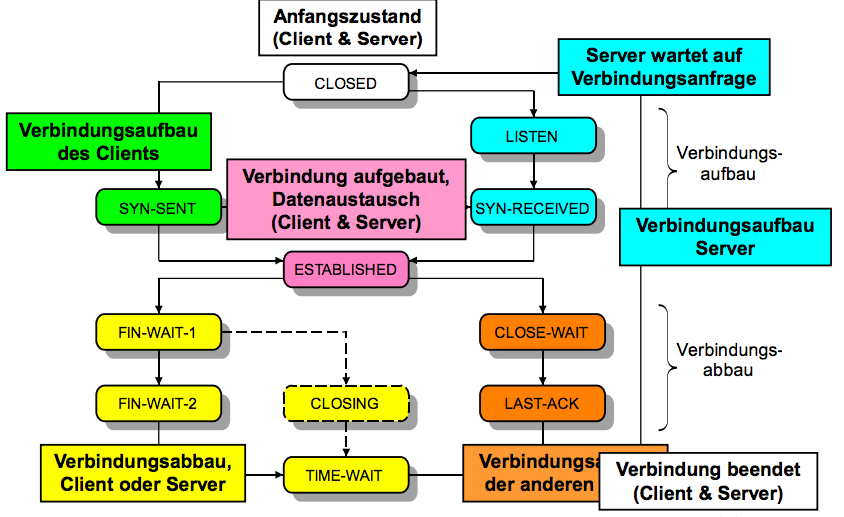 Anfangszustand
(Client & Server)
Server wartet auf
Verbindungsanfrage
CLOSED
Verbindungsaufbau
des Clients
LISTEN
Verbindungs-
aufbau
Verbindung aufgebaut,
Datenaustausch
(Client & Server)
SYN-SENT
SYN-RECEIVED
Verbindungsaufbau
Server
ESTABLISHED
FIN-WAIT-1
CLOSE-WAIT
Verbindungs-
abbau
FIN-WAIT-2
CLOSING
LAST-ACK
Verbindungsabbau,
Client oder Server
TIME-WAIT
der anderen
Verbindung beendet
(Client & Server)